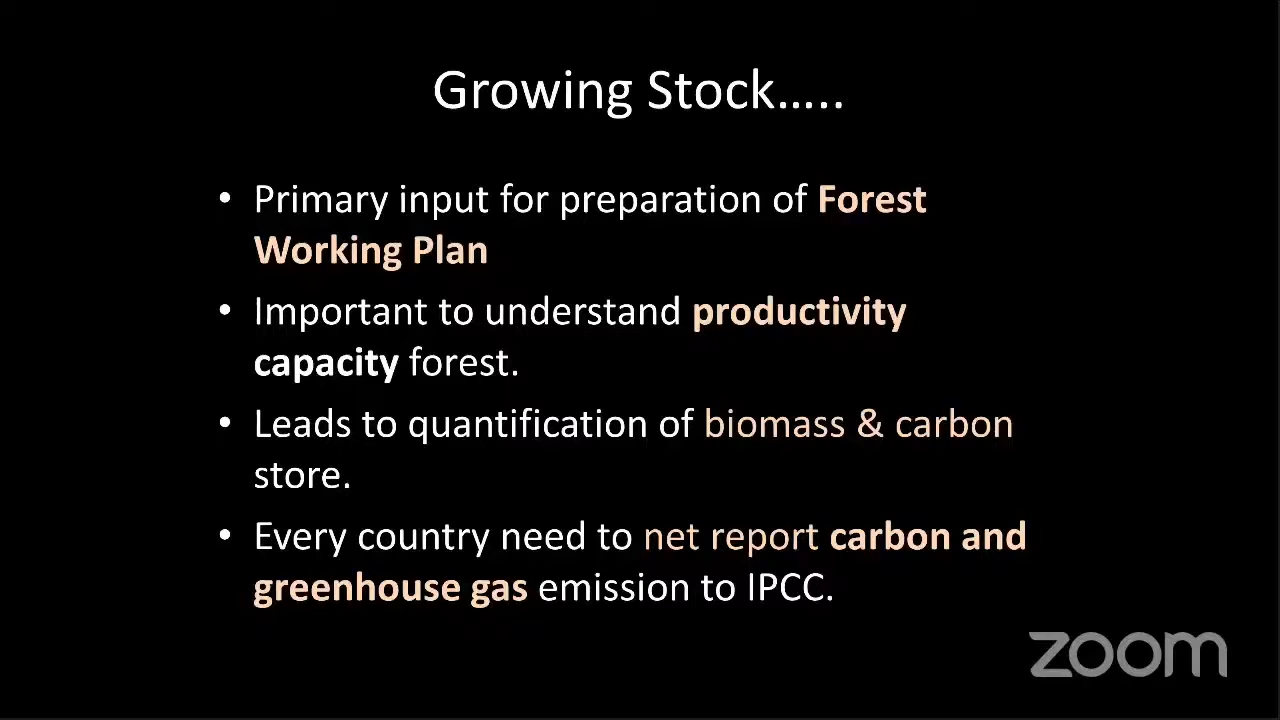 Growing Stock.....
• Primary input for preparation of Forest
Working Plan
• Important to understand productivity
capacity forest.
• Leads to quantification of biomass & carbon
store.
• Every country need to net report carbon and
greenhouse gas emission to IPCC.
zoom